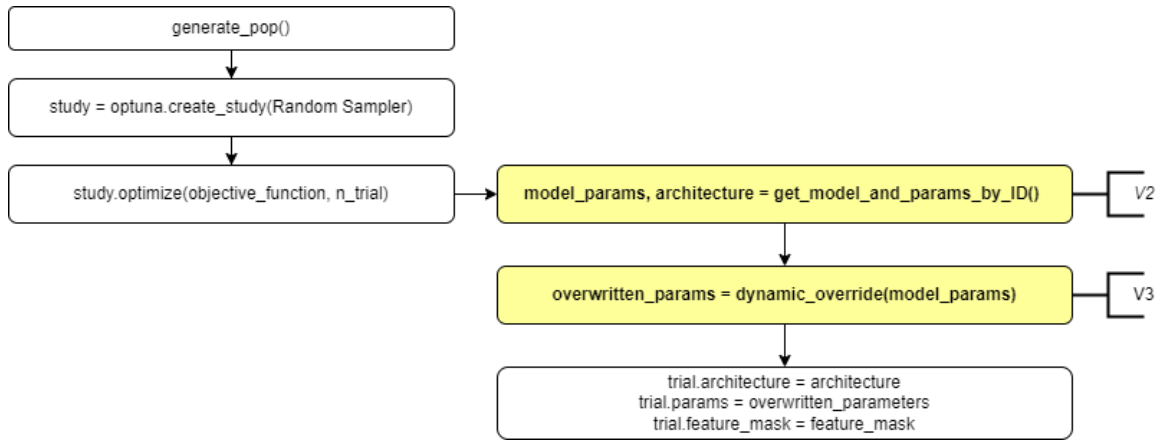 generate_pop()
study = optuna.create_study(Random Sampler)
study.optimize(objective_function, n_trial)
model_params, architecture = get_model_and_params_by_ID()
V2
overwritten_params = dynamic_override(model_params)
V3
trial.architecture = architecture
trial.params = overwritten_parameters
trial.feature_mask = feature_mask